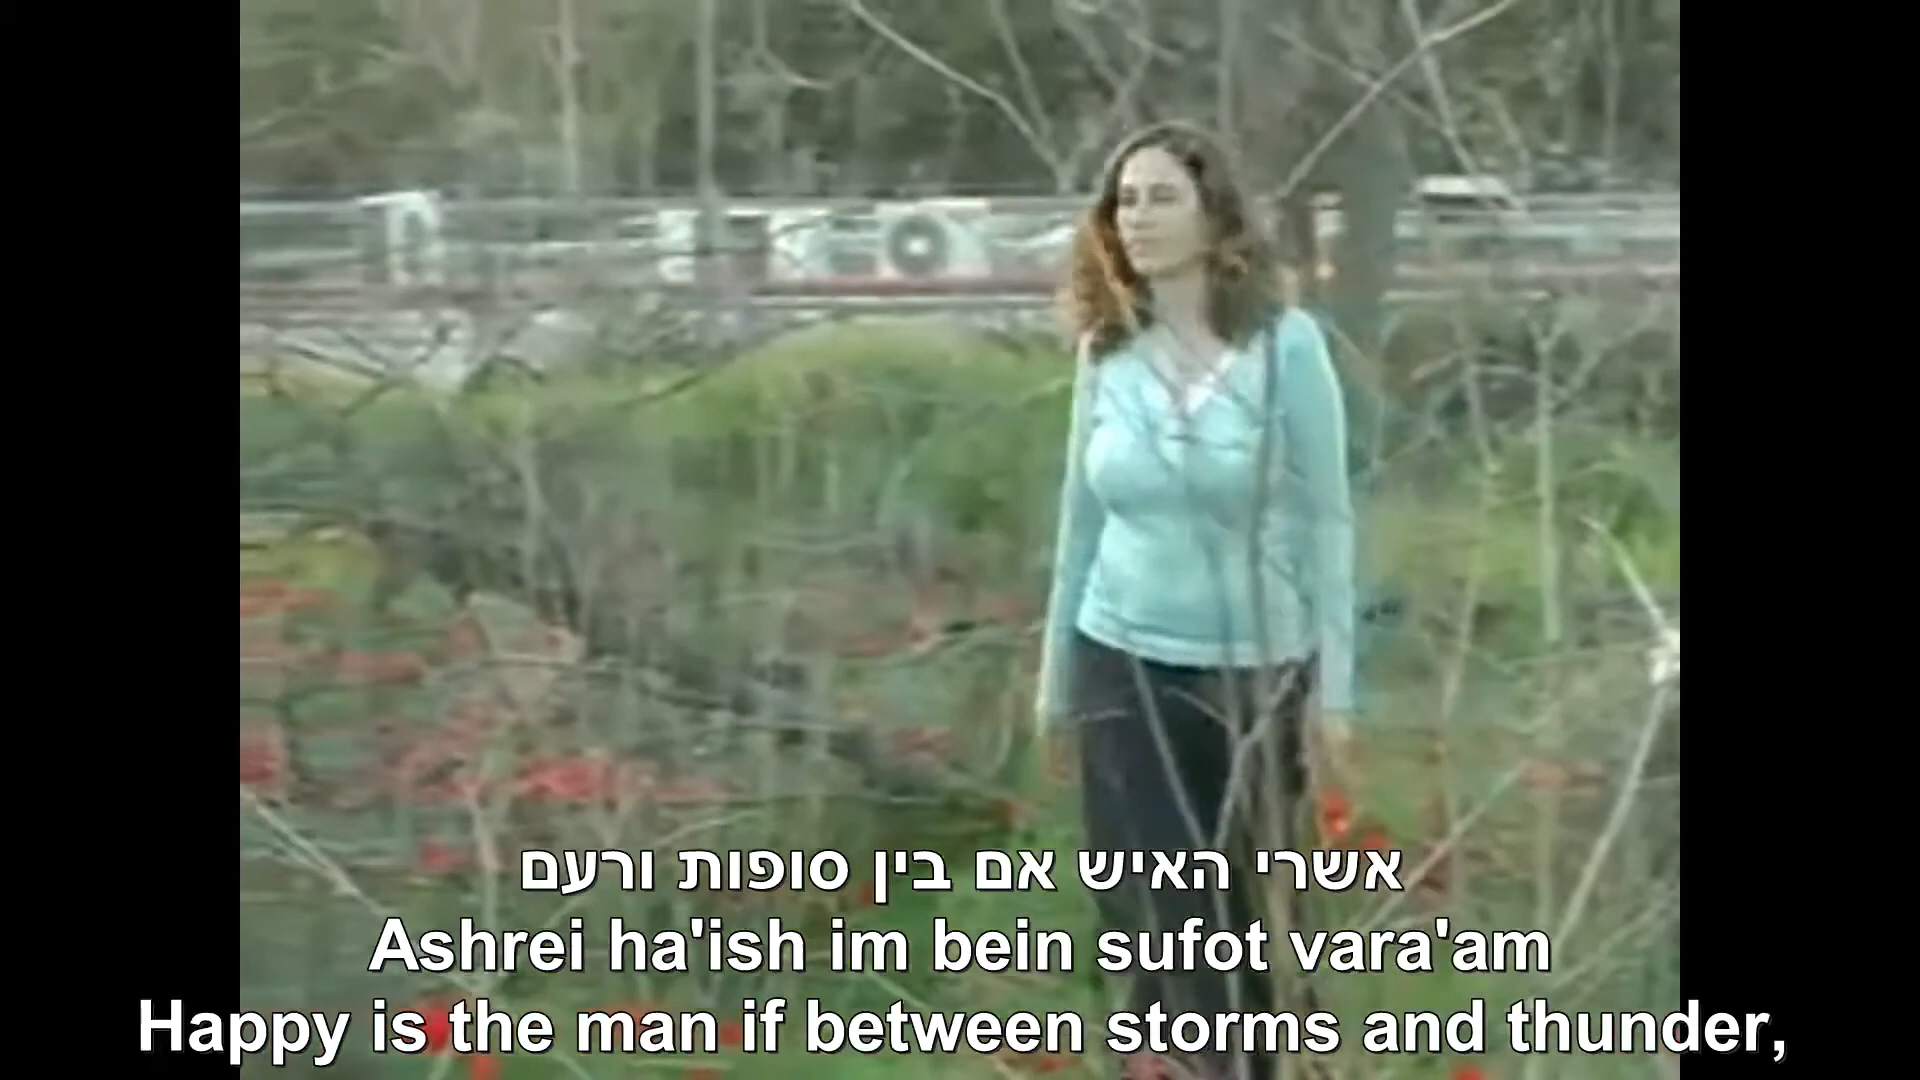 אשרי האיש אם בין סופות ורעם
Ashrei ha'ish im bein sufot vara'am
Happy is the man if between storms and thunder,